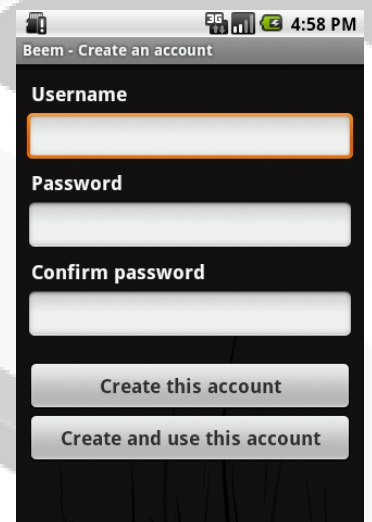 3G 4:58 PM
Beem - Create an account
Username
Password
Confirm password
Create this account
Create and use this account